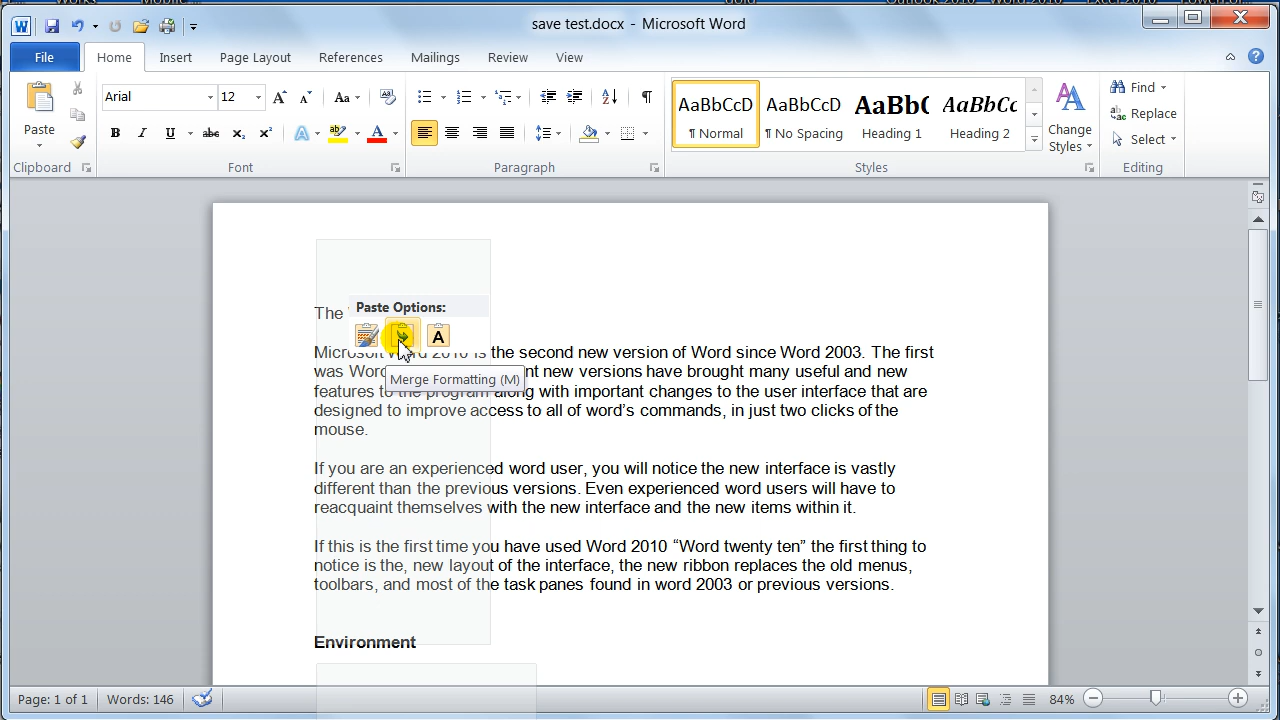 save test.docx - Microsoft Word
File Home Insert Page Layout References Mailings Review View
Paste
Arial 12
Aa
B I U abc x₂ x² A A
AaBbCcD AaBbCcD AaBbC AaBbCc
¶ Normal ¶ No Spacing Heading 1 Heading 2
Change Styles
Find
Replace
Select
Clipboard Font Paragraph Styles Editing
The
Paste Options:
A
Microsoft Word 2010 is the second new version of Word since Word 2003. The first
was Wor nt new versions have brought many useful and new
Merge Formatting (M)
features to the program along with important changes to the user interface that are
designed to improve access to all of word's commands, in just two clicks of the
mouse.
If you are an experienced word user, you will notice the new interface is vastly
different than the previous versions. Even experienced word users will have to
reacquaint themselves with the new interface and the new items within it.
If this is the first time you have used Word 2010 “Word twenty ten” the first thing to
notice is the, new layout of the interface, the new ribbon replaces the old menus,
toolbars, and most of the task panes found in word 2003 or previous versions.
Environment
Page: 1 of 1 Words: 146 84%